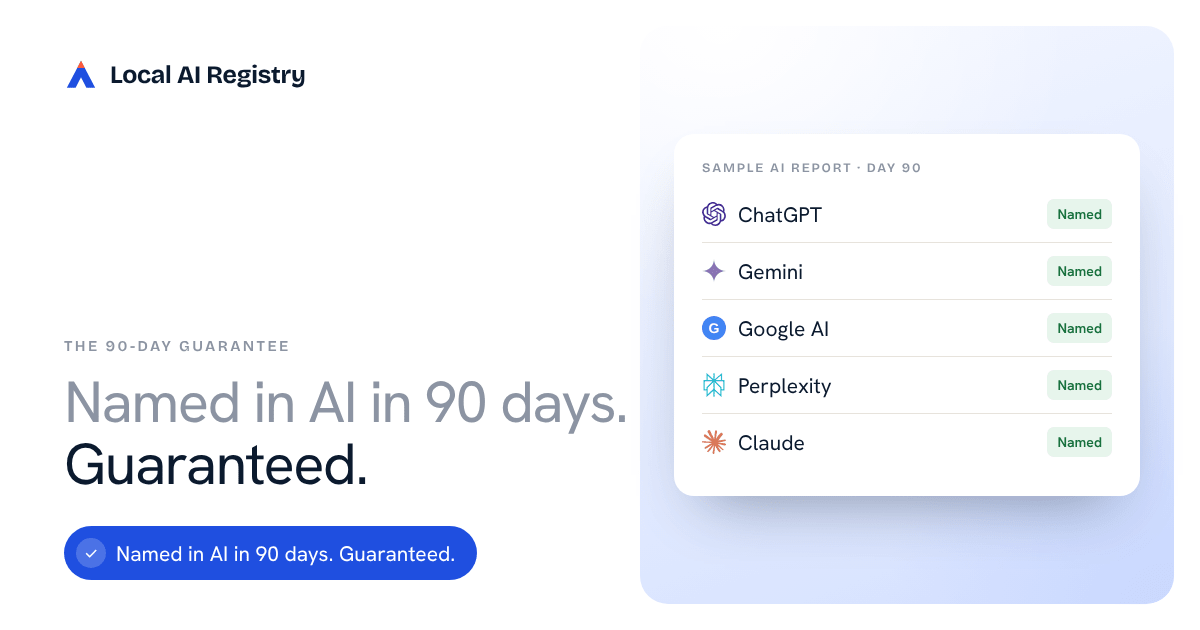 Local AI Registry
THE 90-DAY GUARANTEE
Named in AI in 90 days.
Guaranteed.
Named in AI in 90 days. Guaranteed.
SAMPLE AI REPORT · DAY 90
ChatGPT Named
Gemini Named
G Google AI Named
Perplexity Named
Claude Named